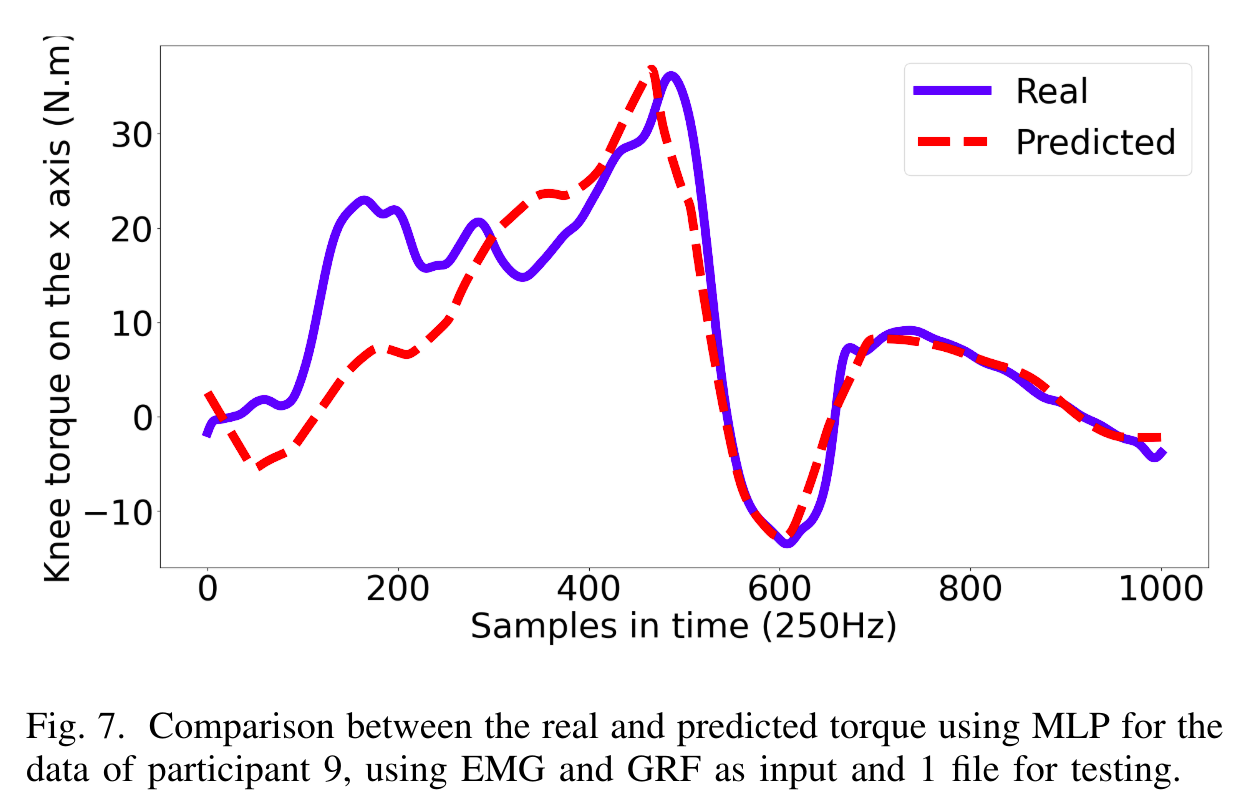 Knee torque on the x axis (N.m)
30
20
10
0
−10
0 200 400 600 800 1000
Samples in time (250Hz)
Real
Predicted
Fig. 7. Comparison between the real and predicted torque using MLP for the
data of participant 9, using EMG and GRF as input and 1 file for testing.